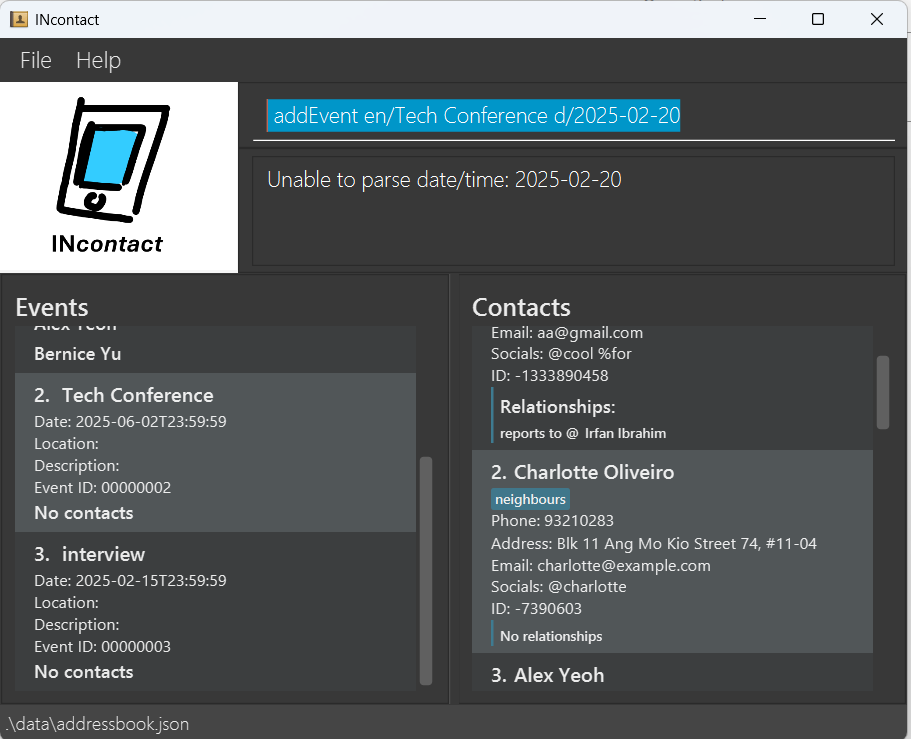 INcontact
File Help
INcontact
addEvent en/Tech Conference d/2025-02-20
Unable to parse date/time: 2025-02-20
Events
Alex Yeoh
Bernice Yu
2. Tech Conference
Date: 2025-06-02T23:59:59
Location:
Description:
Event ID: 00000002
No contacts
3. interview
Date: 2025-02-15T23:59:59
Location:
Description:
Event ID: 00000003
No contacts
Contacts
Email: aa@gmail.com
Socials: @cool %for
ID: -1333890458
Relationships:
reports to @ Irfan Ibrahim
2. Charlotte Oliveiro
neighbours
Phone: 93210283
Address: Blk 11 Ang Mo Kio Street 74, #11-04
Email: charlotte@example.com
Socials: @charlotte
ID: -7390603
No relationships
3. Alex Yeoh
.\data\addressbook.json